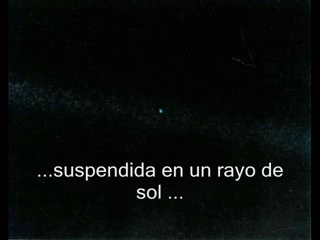 ...suspendida en un rayo de
sol ...